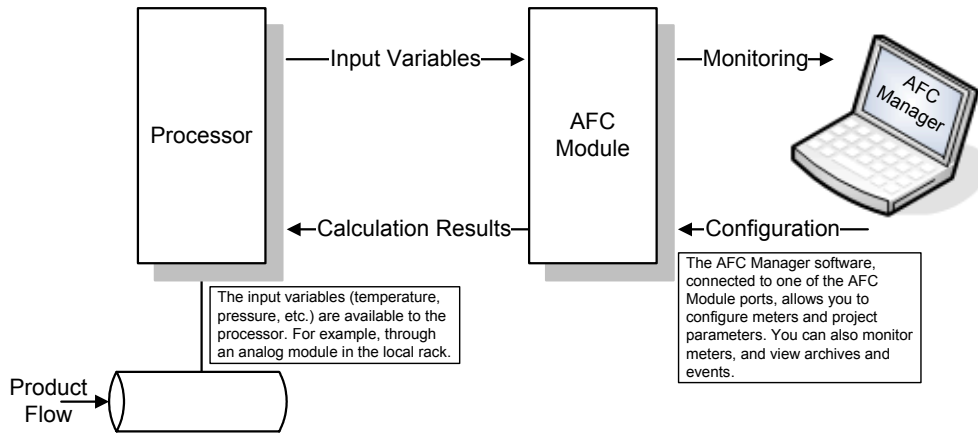 Input Variables
Monitoring
AFC
Manager
Processor
AFC
Module
Calculation Results
Configuration
The input variables (temperature,
pressure, etc.) are available to the
processor. For example, through
an analog module in the local rack.
The AFC Manager software,
connected to one of the AFC
Module ports, allows you to
configure meters and project
parameters. You can also monitor
meters, and view archives and
events.
Product
Flow